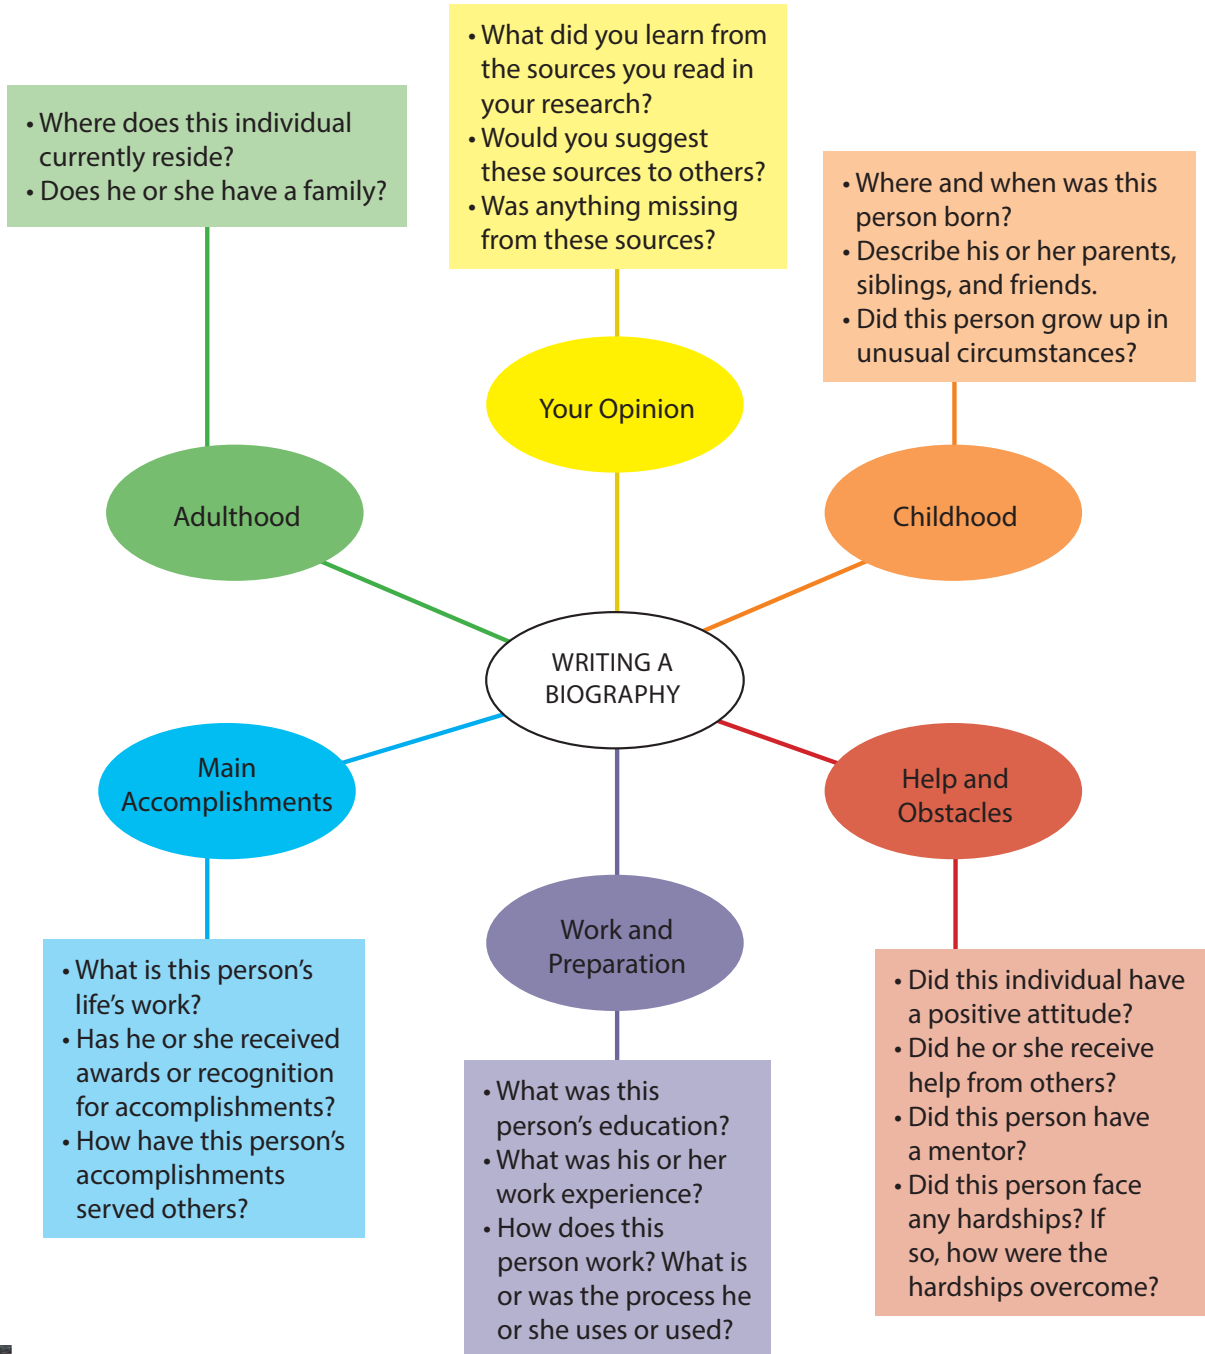 • What did you learn from
the sources you read in
your research?
• Would you suggest
these sources to others?
• Was anything missing
from these sources?
• Where does this individual
currently reside?
• Does he or she have a family?
• Where and when was this
person born?
• Describe his or her parents,
siblings, and friends.
• Did this person grow up in
unusual circumstances?
Your Opinion
Adulthood
Childhood
WRITING A
BIOGRAPHY
Main
Accomplishments
Help and
Obstacles
Work and
Preparation
• What is this person’s
life’s work?
• Has he or she received
awards or recognition
for accomplishments?
• How have this person’s
accomplishments
served others?
• What was this
person’s education?
• What was his or her
work experience?
• How does this
person work? What is
or was the process he
or she uses or used?
• Did this individual have
a positive attitude?
• Did he or she receive
help from others?
• Did this person have
a mentor?
• Did this person face
any hardships? If
so, how were the
hardships overcome?